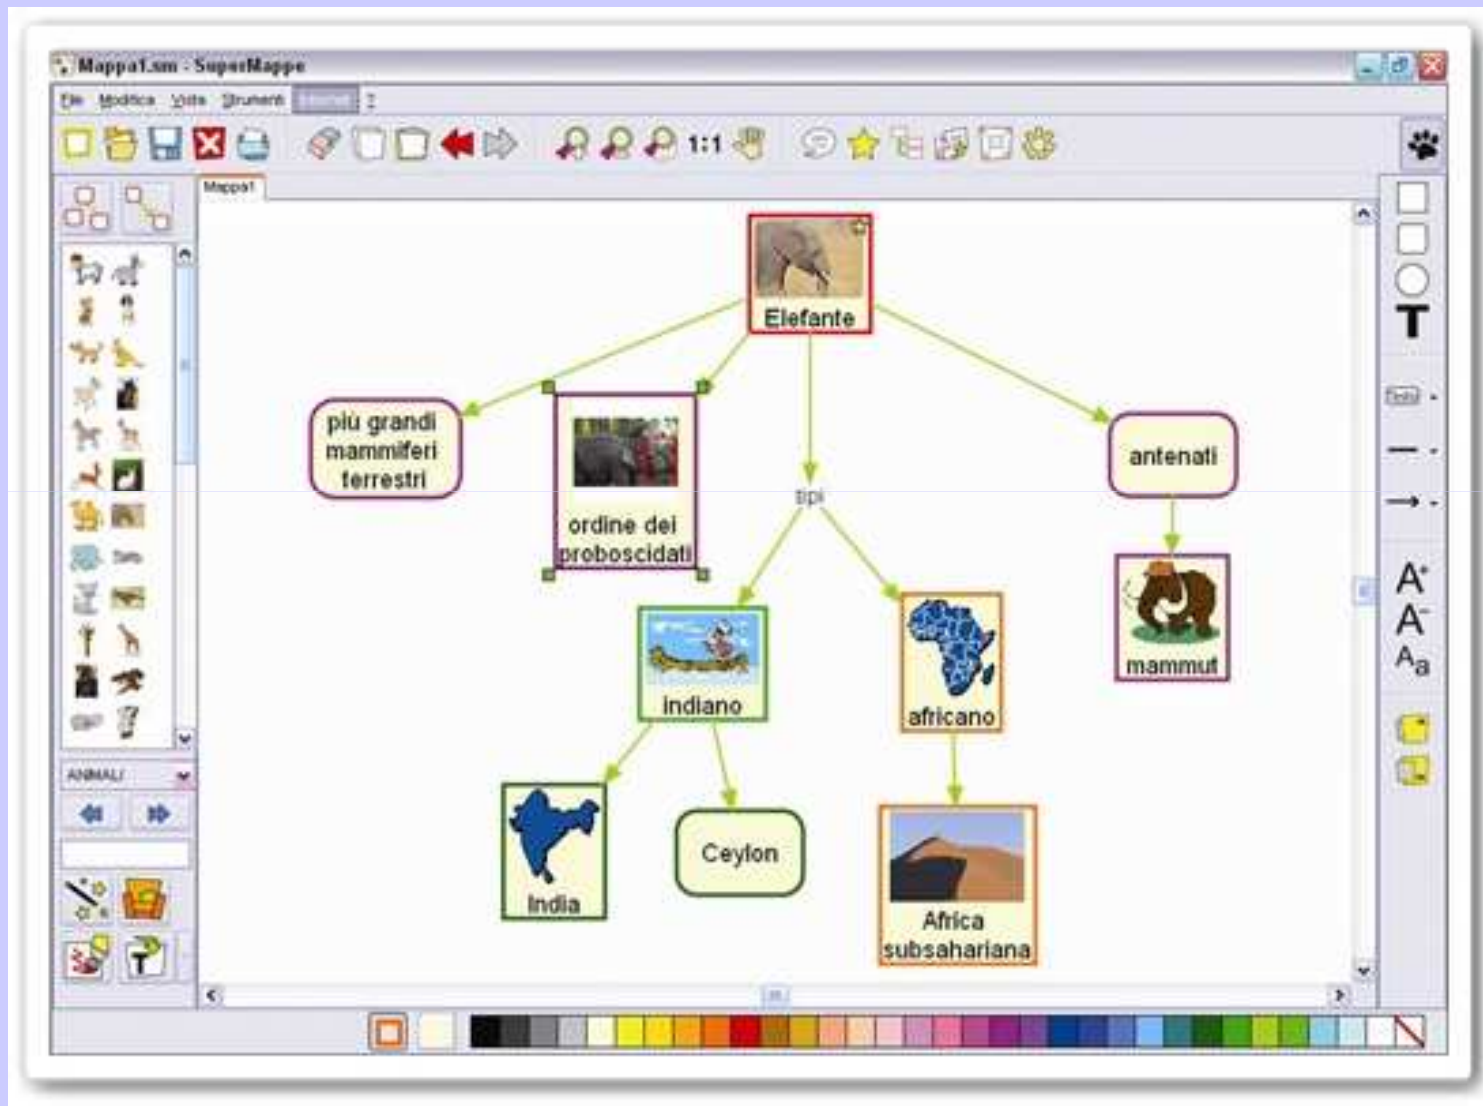 Mappa1.sm - SuperMappe
File Modifica Vista Strumenti ?
1:1
Mappa1
Elefante
più grandi
mammiferi
terrestri
ordine dei
proboscidati
tipi
antenati
mammut
indiano
africano
India
Ceylon
Africa
subsahariana
ANIMALI
T
A+
A-
Aa